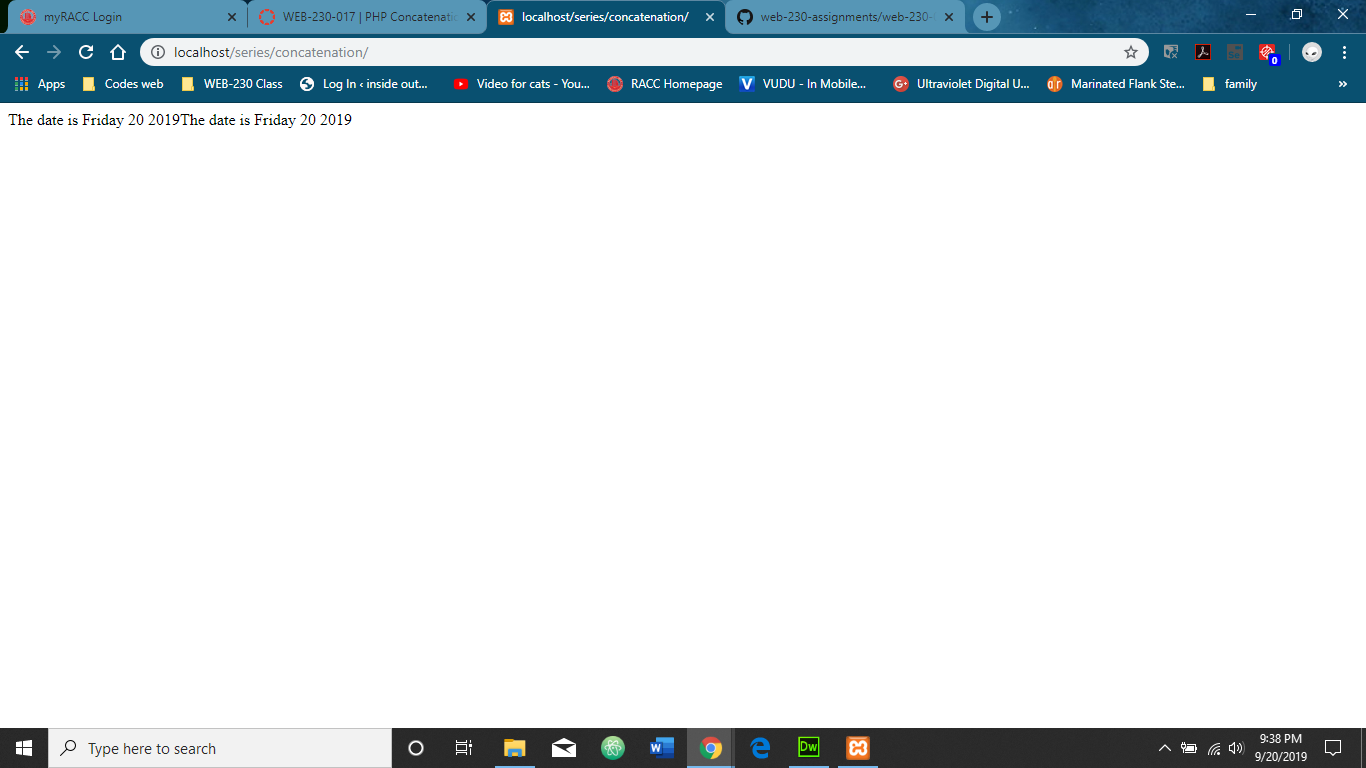 myRACC Login
WEB-230-017 | PHP Concatenatio
localhost/series/concatenation/
web-230-assignments/web-230-
localhost/series/concatenation/
0
Apps
Codes web
WEB-230 Class
Log In ‹ inside out...
Video for cats - You...
RACC Homepage
VUDU - In Mobile...
Ultraviolet Digital U...
Marinated Flank Ste...
family
»
The date is Friday 20 2019The date is Friday 20 2019
Type here to search
Dw
9:38 PM
9/20/2019